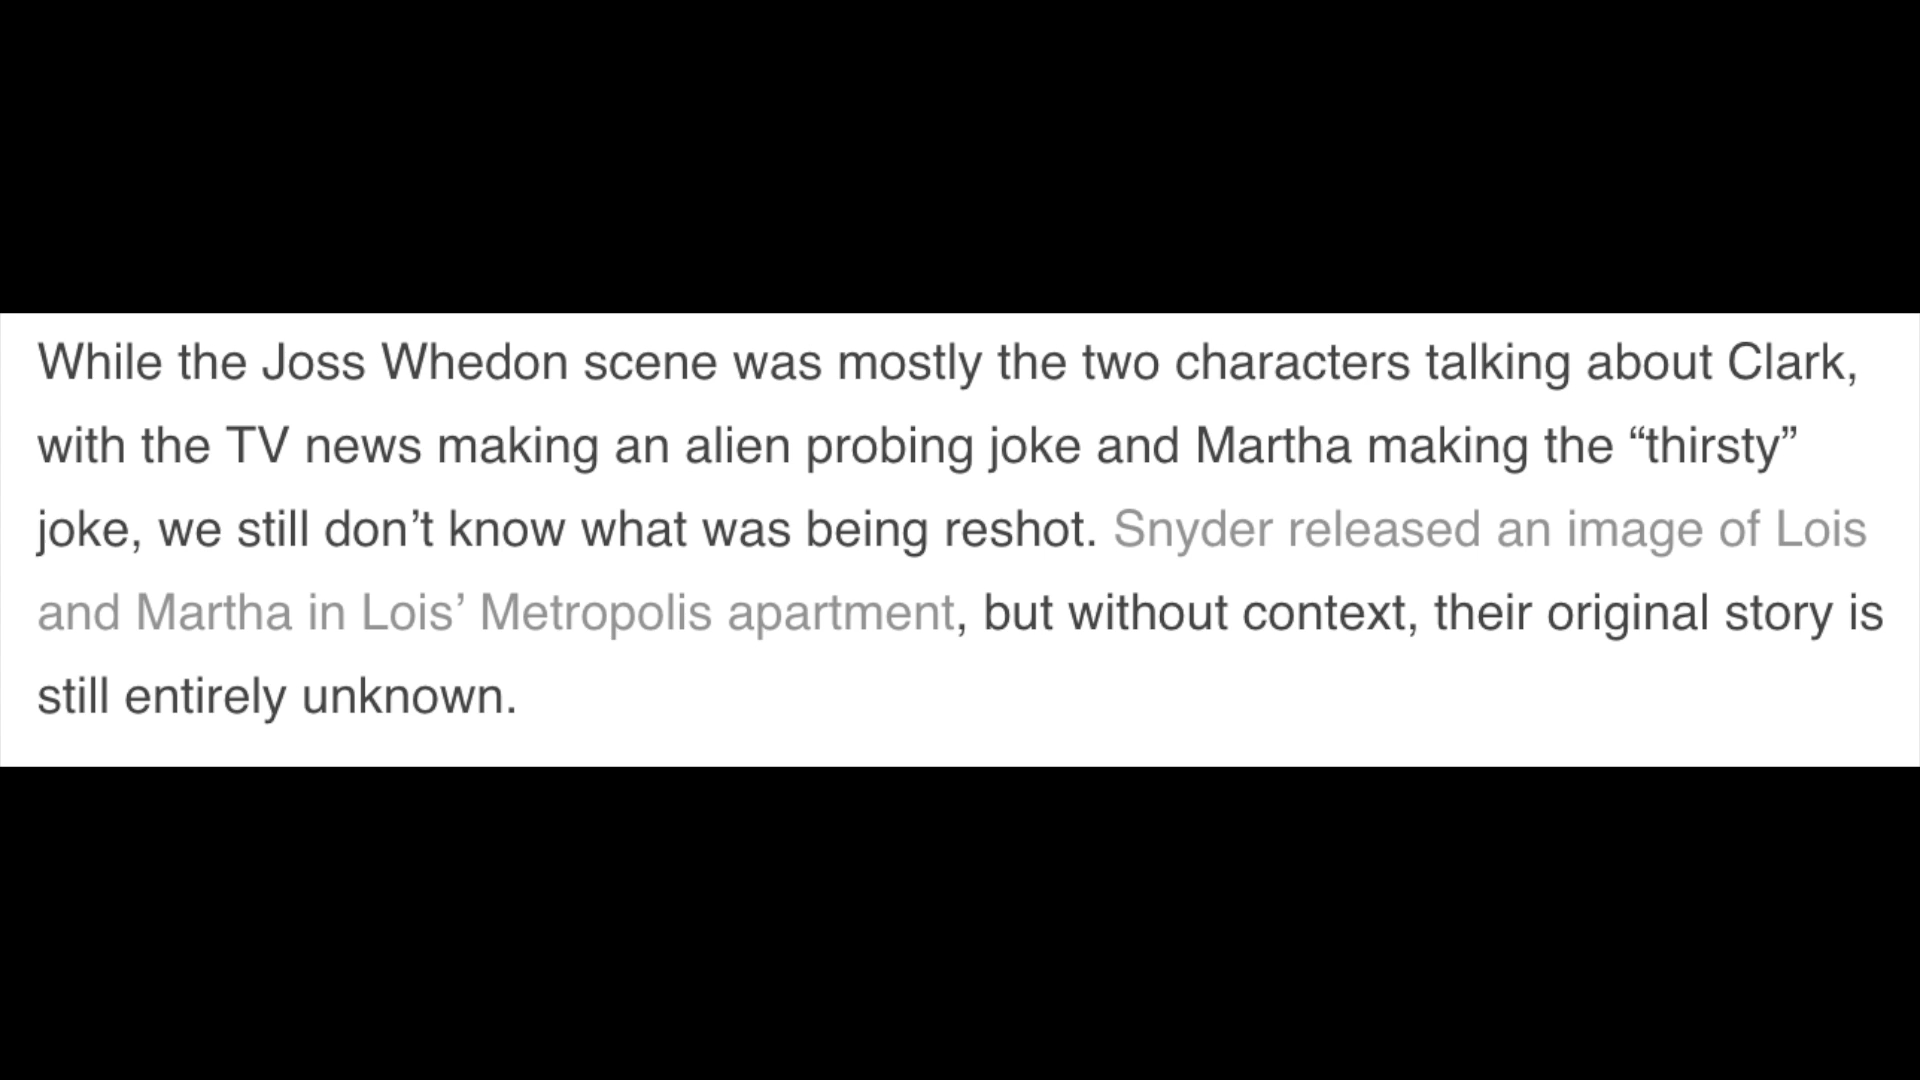 While the Joss Whedon scene was mostly the two characters talking about Clark,
with the TV news making an alien probing joke and Martha making the “thirsty”
joke, we still don’t know what was being reshot. Snyder released an image of Lois
and Martha in Lois’ Metropolis apartment, but without context, their original story is
still entirely unknown.